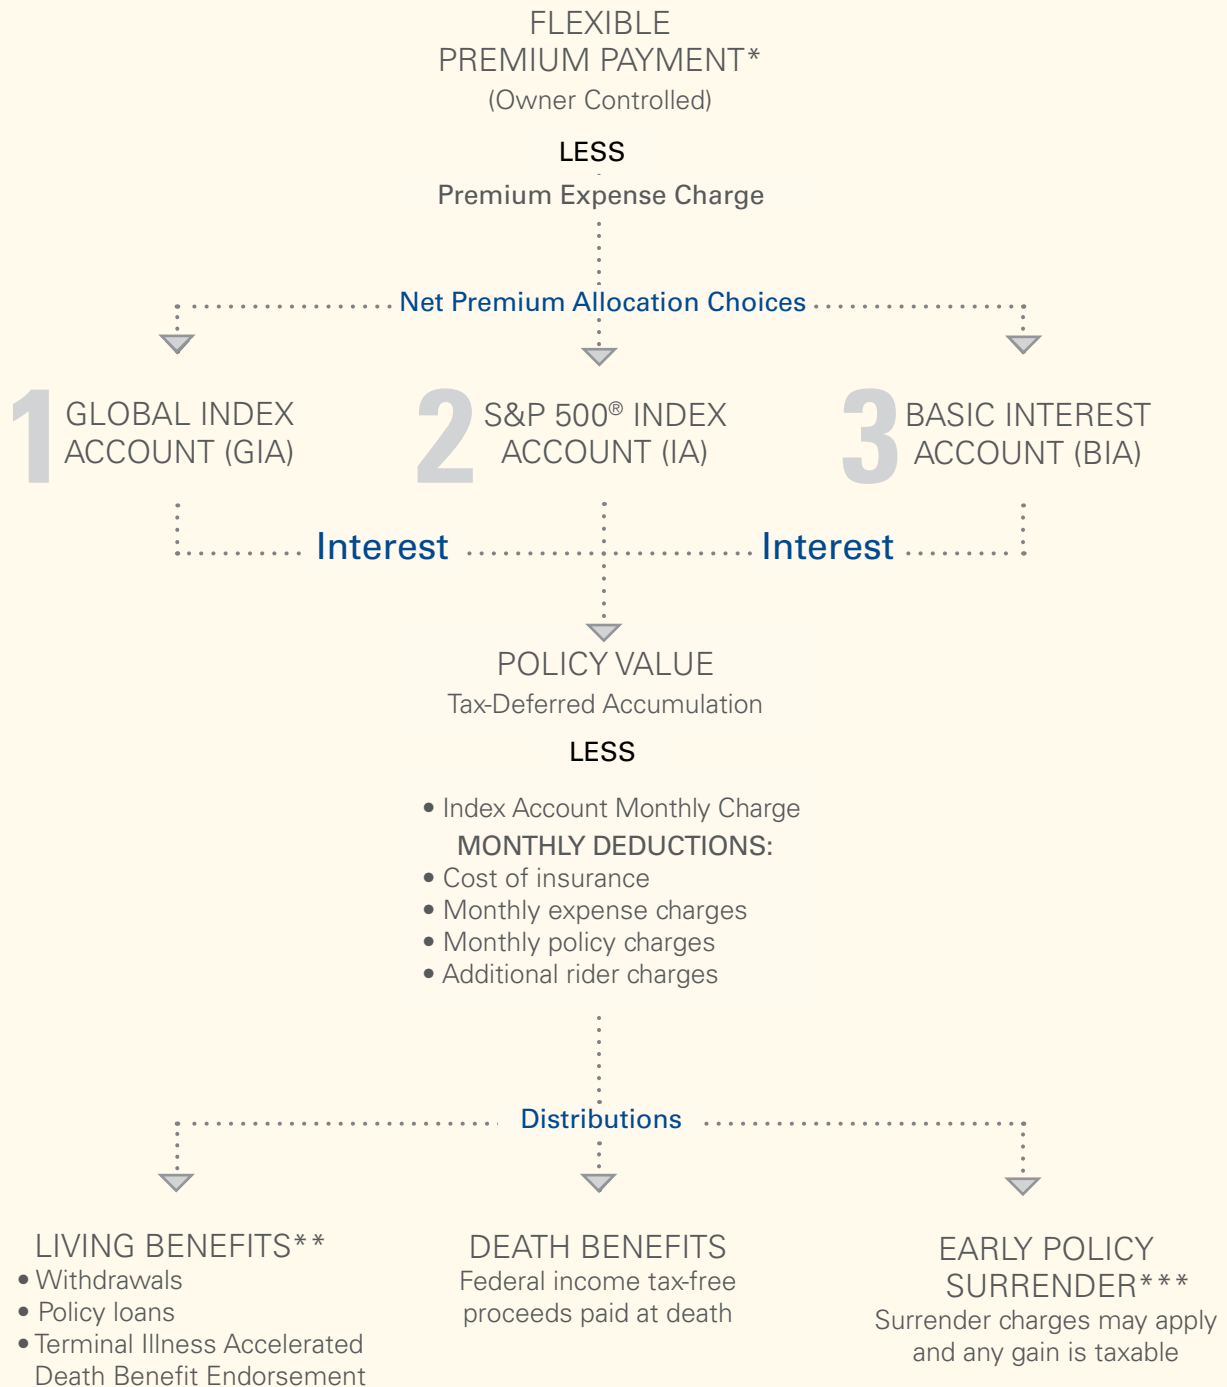 FLEXIBLE
PREMIUM PAYMENT*
(Owner Controlled)
LESS
Premium Expense Charge
Net Premium Allocation Choices
1 GLOBAL INDEX
ACCOUNT (GIA)
2 S&P 500® INDEX
ACCOUNT (IA)
3 BASIC INTEREST
ACCOUNT (BIA)
Interest
Interest
POLICY VALUE
Tax-Deferred Accumulation
LESS
• Index Account Monthly Charge
MONTHLY DEDUCTIONS:
• Cost of insurance
• Monthly expense charges
• Monthly policy charges
• Additional rider charges
Distributions
LIVING BENEFITS**
• Withdrawals
• Policy loans
• Terminal Illness Accelerated
Death Benefit Endorsement
DEATH BENEFITS
Federal income tax-free
proceeds paid at death
EARLY POLICY
SURRENDER***
Surrender charges may apply
and any gain is taxable